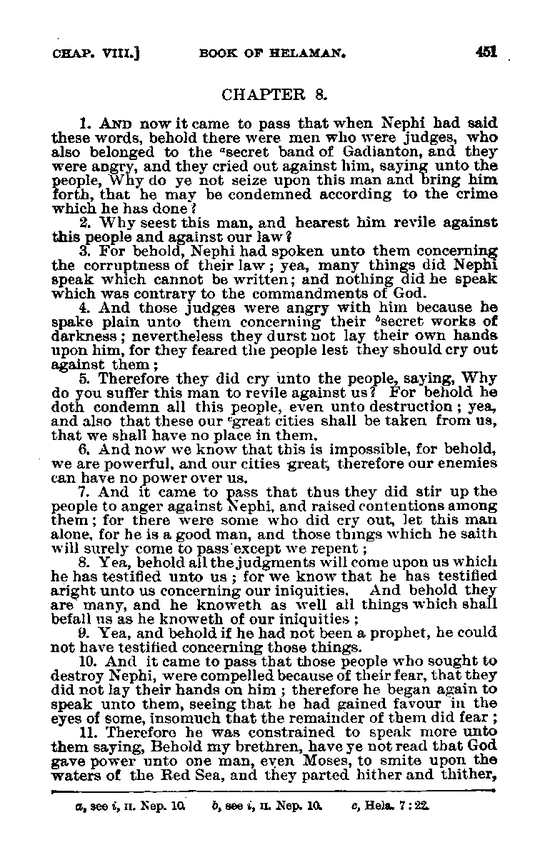 CHAP. VIII.] BOOK OF HELAMAN. 451
CHAPTER 8.
1. AND now it came to pass that when Nephi had said
these words, behold there were men who were judges, who
also belonged to the ᵃsecret band of Gadianton, and they
were angry, and they cried out against him, saying unto the
people, Why do ye not seize upon this man and bring him
forth, that he may be condemned according to the crime
which he has done?
2. Why seest this man, and hearest him revile against
this people and against our law?
3. For behold, Nephi had spoken unto them concerning
the corruptness of their law; yea, many things did Nephi
speak which cannot be written; and nothing did he speak
which was contrary to the commandments of God.
4. And those judges were angry with him because he
spake plain unto them concerning their ᵇsecret works of
darkness; nevertheless they durst not lay their own hands
upon him, for they feared the people lest they should cry out
against them;
5. Therefore they did cry unto the people, saying, Why
do you suffer this man to revile against us? For behold he
doth condemn all this people, even unto destruction; yea,
and also that these our ᶜgreat cities shall be taken from us,
that we shall have no place in them.
6. And now we know that this is impossible, for behold,
we are powerful, and our cities great, therefore our enemies
can have no power over us.
7. And it came to pass that thus they did stir up the
people to anger against Nephi, and raised contentions among
them; for there were some who did cry out, let this man
alone, for he is a good man, and those things which he saith
will surely come to pass except we repent;
8. Yea, behold all the judgments will come upon us which
he has testified unto us; for we know that he has testified
aright unto us concerning our iniquities. And behold they
are many, and he knoweth as well all things which shall
befall us as he knoweth of our iniquities;
9. Yea, and behold if he had not been a prophet, he could
not have testified concerning those things.
10. And it came to pass that those people who sought to
destroy Nephi, were compelled because of their fear, that they
did not lay their hands on him; therefore he began again to
speak unto them, seeing that he had gained favour in the
eyes of some, insomuch that the remainder of them did fear;
11. Therefore he was constrained to speak more unto
them saying, Behold my brethren, have ye not read that God
gave power unto one man, even Moses, to smite upon the
waters of the Red Sea, and they parted hither and thither,
a, see i, II. Nep. 10. b, see i, II. Nep. 10. c, Hela. 7:22.